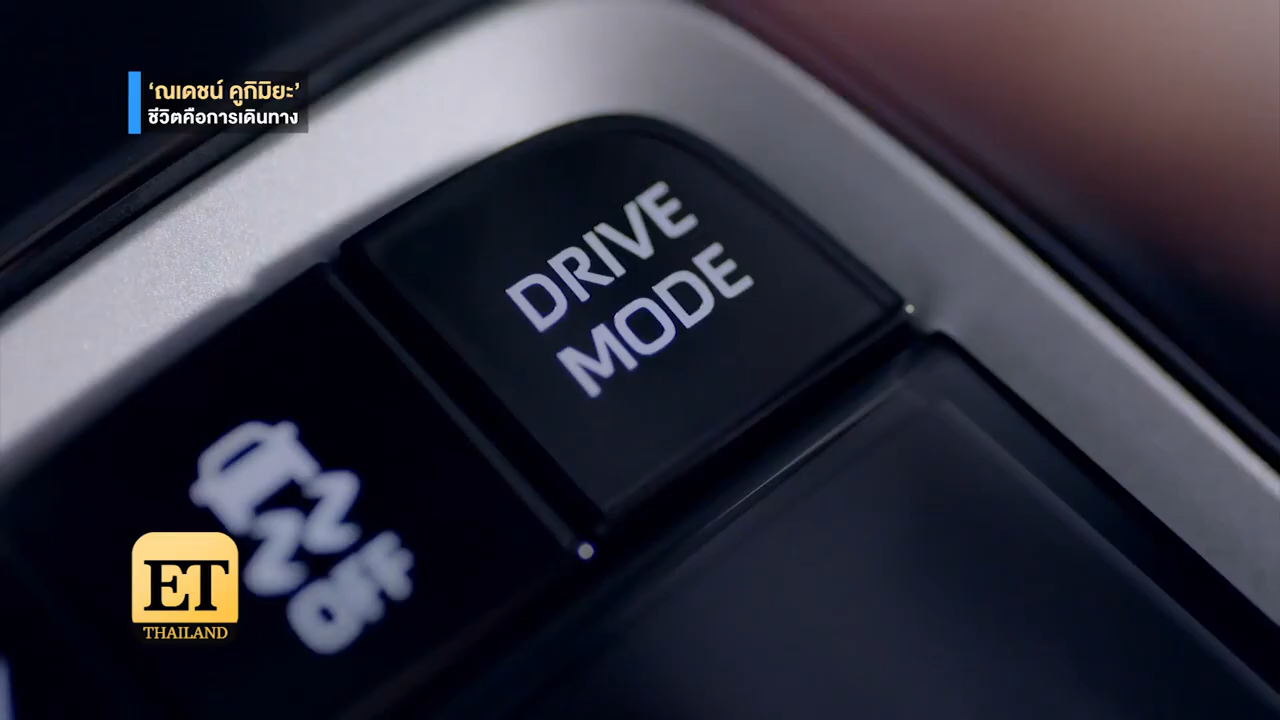 ‘ณเดชน์ คูกิมิยะ’
ชีวิตคือการเดินทาง
DRIVE
MODE
OFF
ET
THAILAND